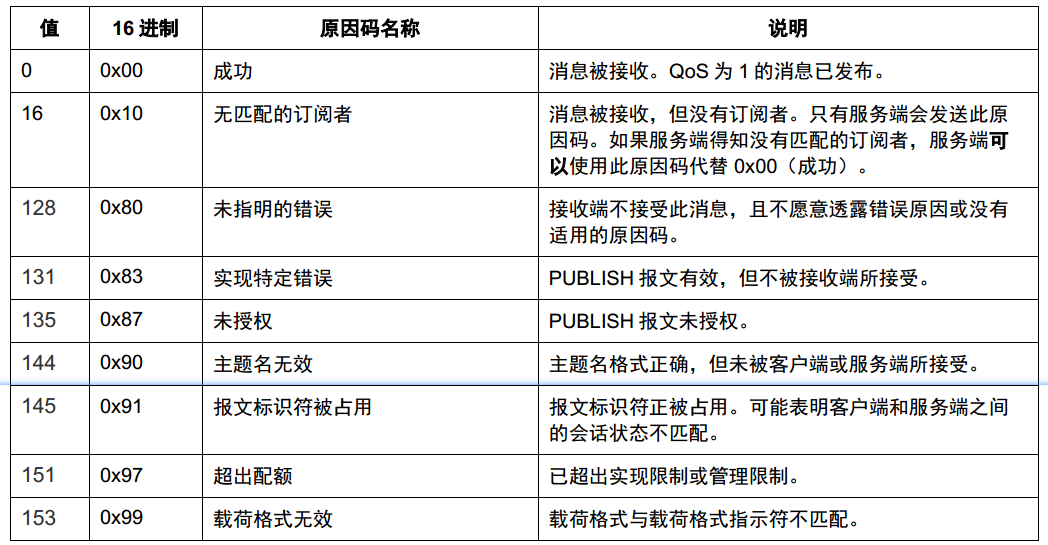 值 16 进制 原因码名称 说明
0 0x00 成功 消息被接收。QoS 为 1 的消息已发布。
16 0x10 无匹配的订阅者 消息被接收，但没有订阅者。只有服务端会发送此原
因码。如果服务端得知没有匹配的订阅者，服务端可
以使用此原因码代替 0x00（成功）。
128 0x80 未指明的错误 接收端不接受此消息，且不愿意透露错误原因或没有
适用的原因码。
131 0x83 实现特定错误 PUBLISH 报文有效，但不被接收端所接受。
135 0x87 未授权 PUBLISH 报文未授权。
144 0x90 主题名无效 主题名格式正确，但未被客户端或服务端所接受。
145 0x91 报文标识符被占用 报文标识符正被占用。可能表明客户端和服务端之间
的会话状态不匹配。
151 0x97 超出配额 已超出实现限制或管理限制。
153 0x99 载荷格式无效 载荷格式与载荷格式指示符不匹配。